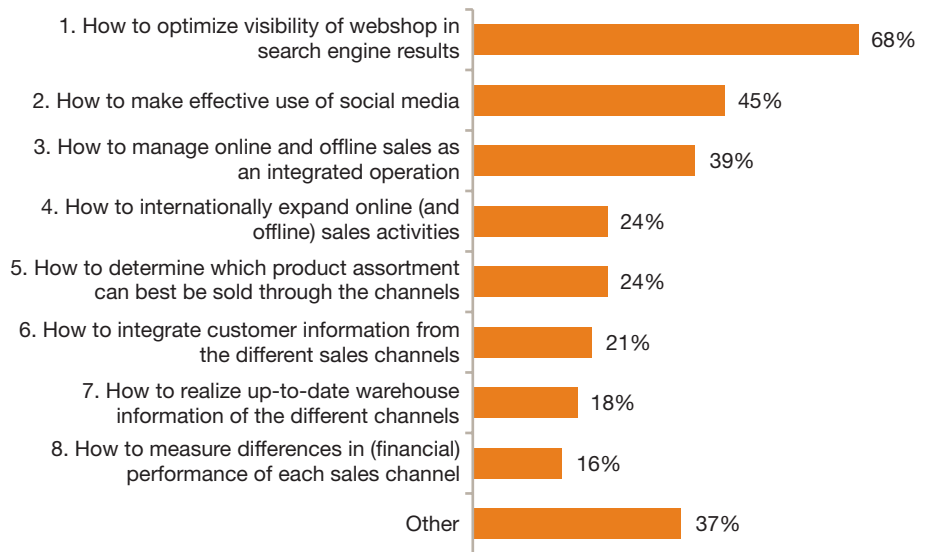 1. How to optimize visibility of webshop in
search engine results
68%
2. How to make effective use of social media
45%
3. How to manage online and offline sales as
an integrated operation
39%
4. How to internationally expand online (and
offline) sales activities
24%
5. How to determine which product assortment
can best be sold through the channels
24%
6. How to integrate customer information from
the different sales channels
21%
7. How to realize up-to-date warehouse
information of the different channels
18%
8. How to measure differences in (financial)
performance of each sales channel
16%
Other
37%